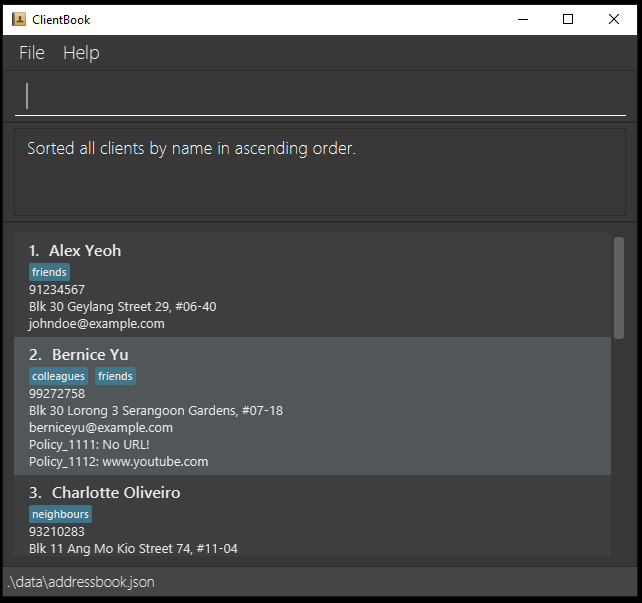 ClientBook
File Help
Sorted all clients by name in ascending order.
1. Alex Yeoh
friends
91234567
Blk 30 Geylang Street 29, #06-40
johndoe@example.com
2. Bernice Yu
colleagues friends
99272758
Blk 30 Lorong 3 Serangoon Gardens, #07-18
berniceyu@example.com
Policy_1111: No URL!
Policy_1112: www.youtube.com
3. Charlotte Oliveiro
neighbours
93210283
Blk 11 Ang Mo Kio Street 74, #11-04
.\data\addressbook.json